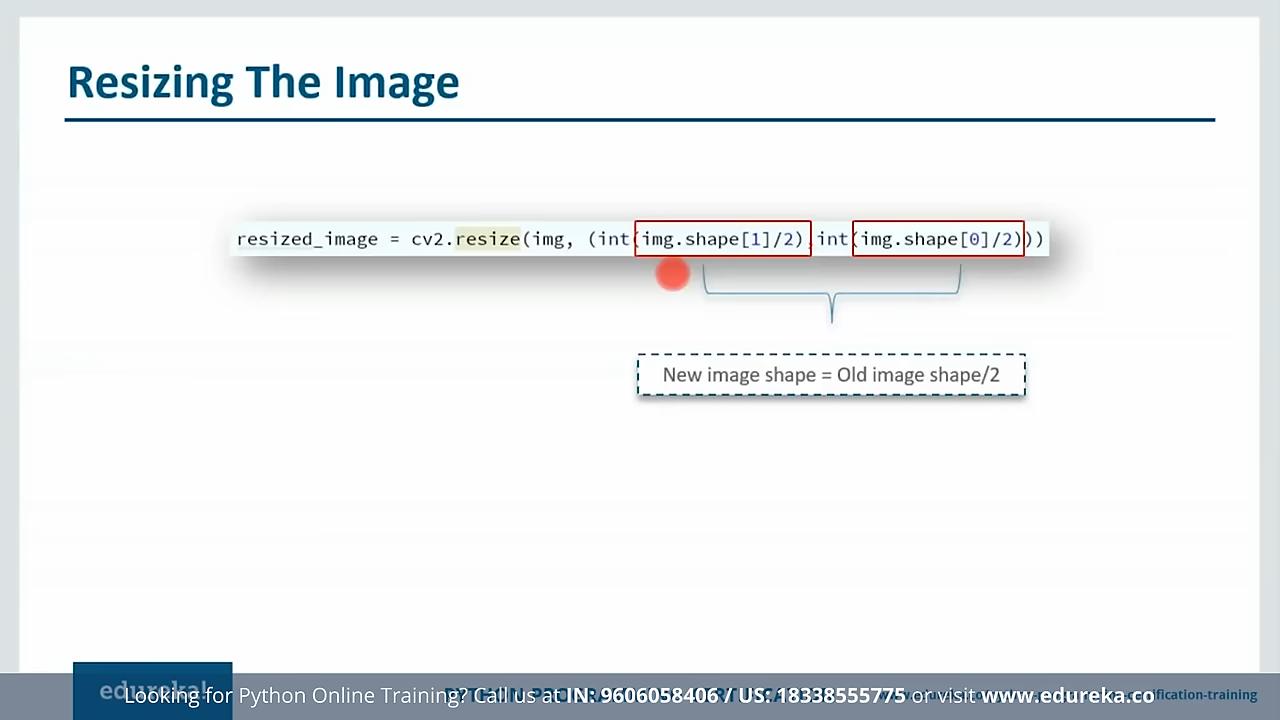 Resizing The Image
resized_image = cv2.resize(img, (int(img.shape[1]/2),int(img.shape[0]/2)))
New image shape = Old image shape/2
edureka!
Looking for Python Online Training? Call us at IN: 9606058406 / US: 18338555775 or visit www.edureka.co